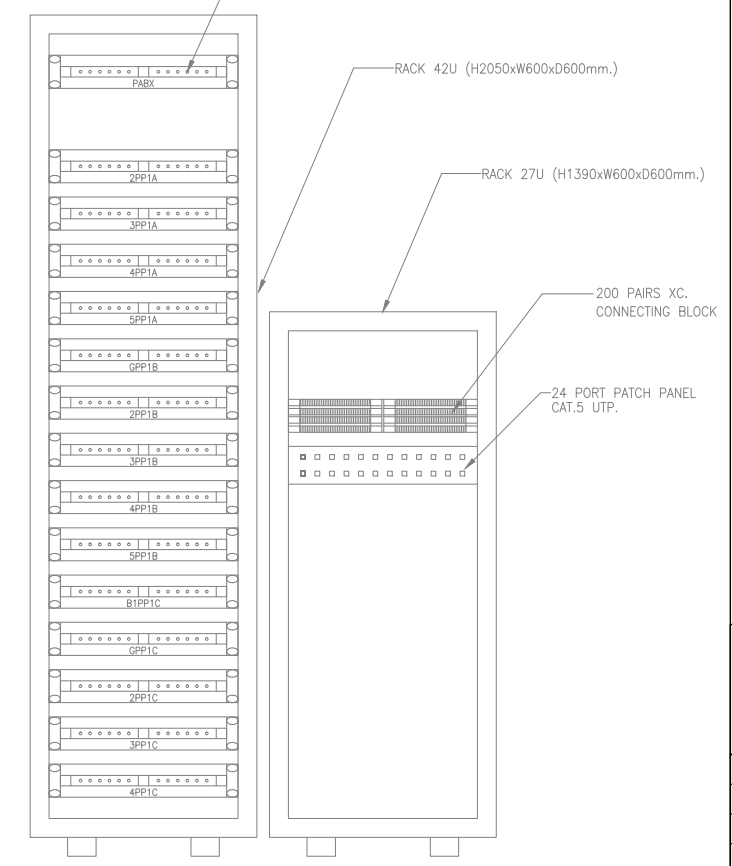 RACK 42U (H2050xW600xD600mm.)
PABX
2PP1A
RACK 27U (H1390xW600xD600mm.)
3PP1A
4PP1A
5PP1A
200 PAIRS XC.
CONNECTING BLOCK
GPP1B
24 PORT PATCH PANEL
CAT.5 UTP.
2PP1B
3PP1B
4PP1B
5PP1B
B1PP1C
GPP1C
2PP1C
3PP1C
4PP1C